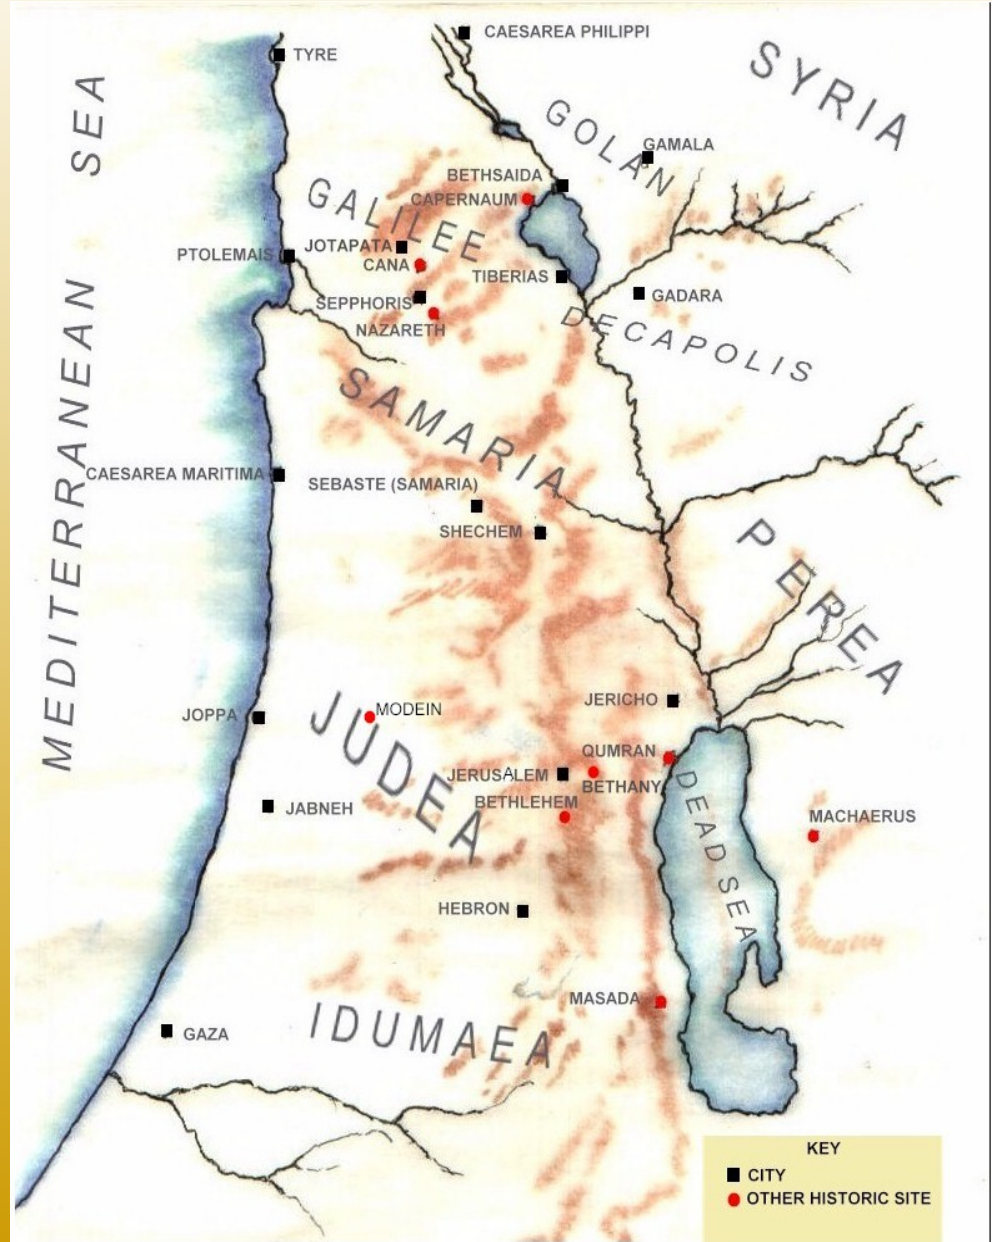 CAESAREA PHILIPPI
TYRE
SYRIA
MEDITERRANEAN SEA
GOLAN
GAMALA
BETHSAIDA
CAPERNAUM
GALILEE
JOTAPATA
PTOLEMAIS
CANA
TIBERIAS
SEPPHORIS
GADARA
NAZARETH
DECAPOLIS
SAMARIA
CAESAREA MARITIMA
SEBASTE (SAMARIA)
SHECHEM
PEREA
JERICHO
JOPPA
MODEIN
JUDEA
QUMRAN
JERUSALEM
BETHANY
BETHLEHEM
JABNEH
DEAD SEA
MACHAERUS
HEBRON
MASADA
IDUMAEA
GAZA
KEY
CITY
OTHER HISTORIC SITE